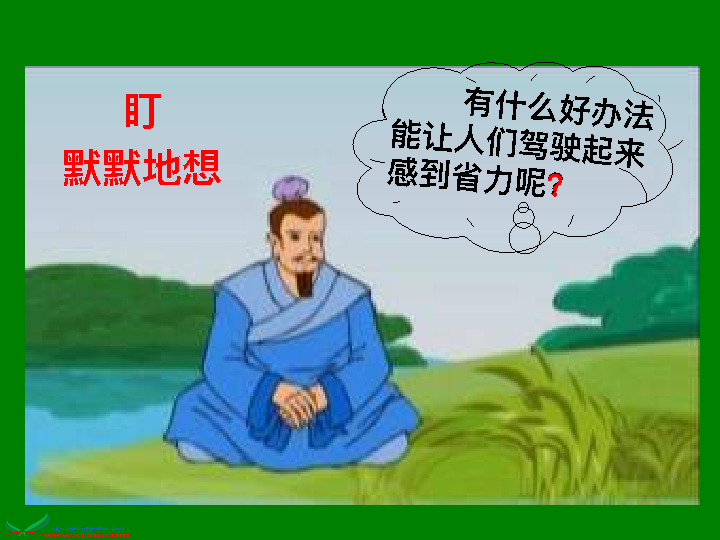 盯
默默地想
有什么好办法
能让人们驾驶起来
感到省力呢?